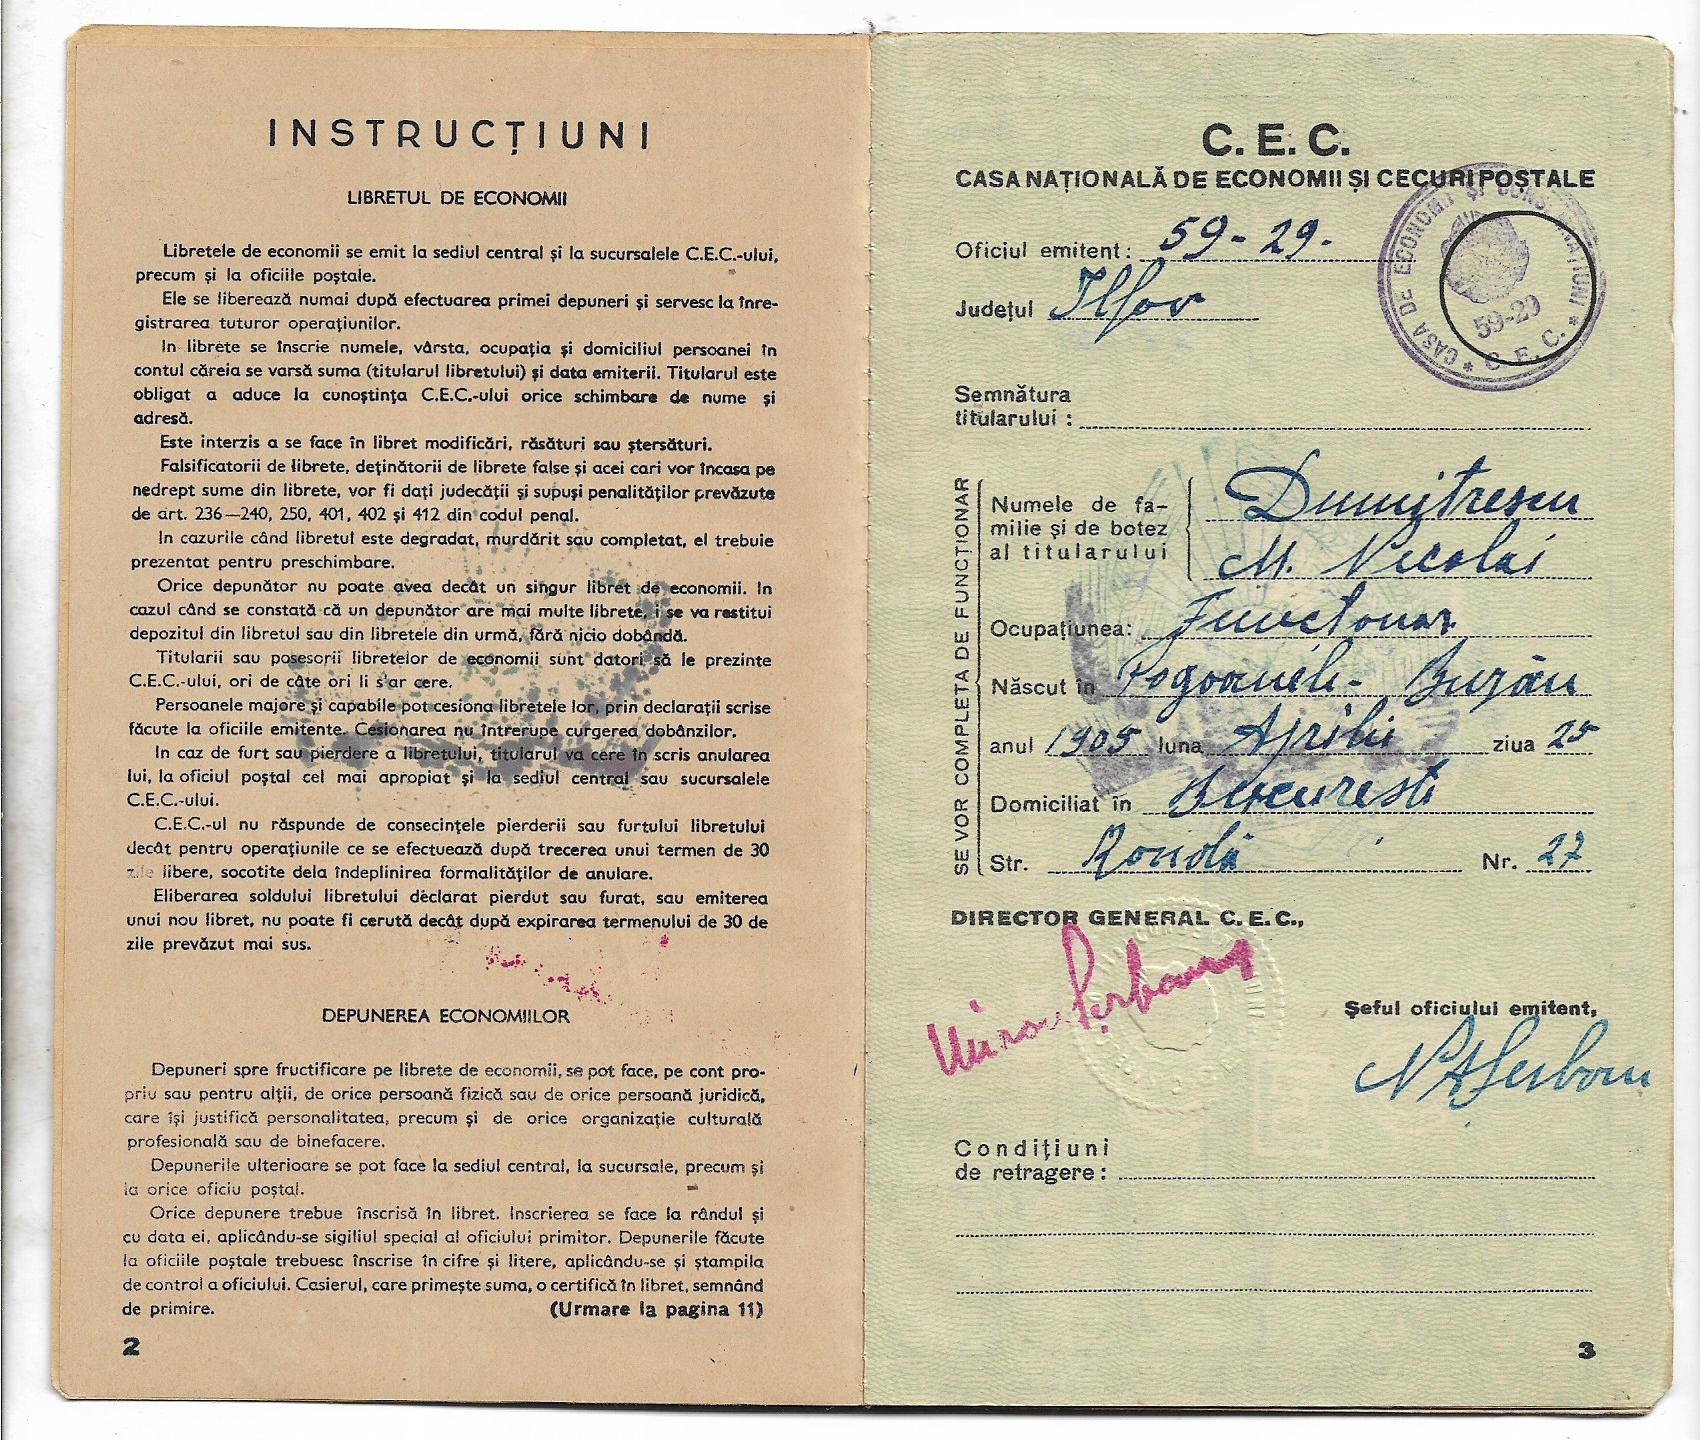 INSTRUCȚIUNI
LIBRETUL DE ECONOMII
Libretele de economii se emit la sediul central și la sucursalele C.E.C.-ului,
precum și la oficiile poștale.
Ele se liberează numai după efectuarea primei depuneri și servesc la înre-
gistrarea tuturor operațiunilor.
In librete se înscrie numele, vârsta, ocupația și domiciliul persoanei în
contul căreia se varsă suma (titularul libretului) și data emiterii. Titularul este
obligat a aduce la cunoștința C.E.C.-ului orice schimbare de nume și
adresă.
Este interzis a se face în libret modificări, răsături sau ștersături.
Falsificatorii de librete, deținătorii de librete false și acei cari vor încasa pe
nedrept sume din librete, vor fi dați judecății și supuși penalităților prevăzute
de art. 236—240, 250, 401, 402 și 412 din codul penal.
In cazurile când libretul este degradat, murdărit sau completat, el trebuie
prezentat pentru preschimbare.
Orice depunător nu poate avea decât un singur libret de economii. In
cazul când se constată că un depunător are mai multe librete, i se va restitui
depozitul din libretul sau din libretele din urmă, fără nicio dobândă.
Titularii sau posesorii libretelor de economii sunt datori să le prezinte
C.E.C.-ului, ori de câte ori li s'ar cere.
Persoanele majore și capabile pot cesiona libretele lor, prin declarații scrise
făcute la oficiile emitente. Cesionarea nu întrerupe curgerea dobânzilor.
In caz de furt sau pierdere a libretului, titularul va cere în scris anularea
lui, la oficiul poștal cel mai apropiat și la sediul central sau sucursalele
C.E.C.-ului.
C.E.C.-ul nu răspunde de consecințele pierderii sau furtului libretului
decât pentru operațiunile ce se efectuează după trecerea unui termen de 30
zile libere, socotite dela îndeplinirea formalităților de anulare.
Eliberarea soldului libretului declarat pierdut sau furat, sau emiterea
unui nou libret, nu poate fi cerută decât după expirarea termenului de 30 de
zile prevăzut mai sus.
DEPUNEREA ECONOMIILOR
Depuneri spre fructificare pe librete de economii, se pot face, pe cont pro-
priu sau pentru alții, de orice persoană fizică sau de orice persoană juridică,
care își justifică personalitatea, precum și de orice organizație culturală
profesională sau de binefacere.
Depunerile ulterioare se pot face la sediul central, la sucursale, precum și
la orice oficiu poștal.
Orice depunere trebue înscrisă în libret. Inscrierea se face la rândul și
cu data ei, aplicându-se sigiliul special al oficiului primitor. Depunerile făcute
la oficiile poștale trebuesc înscrise în cifre și litere, aplicându-se și ștampila
de control a oficiului. Casierul, care primește suma, o certifică în libret, semnând
de primire. (Urmare la pagina 11)
2
C. E. C.
CASA NAȚIONALĂ DE ECONOMII ȘI CECURI POȘTALE
CASA DE ECONOMII ȘI CONSEMNAȚIUNI
59-29
* C. E. C. *
Oficiul emitent: 59-29-
Județul Ilfov
Semnătura
titularului :
SE VOR COMPLETA DE FUNCȚIONAR
Numele de fa-
milie și de botez
al titularului
Dumitrescu
M. Nicolai
Ocupațiunea: Functionar
Născut în Pogoanele - Buzău
anul 1905 luna Aprilie ziua 25
Domiciliat în București
Str. Rondă Nr. 27
DIRECTOR GENERAL C. E. C.,
Șeful oficiului emitent,
Condițiuni
de retragere :
3